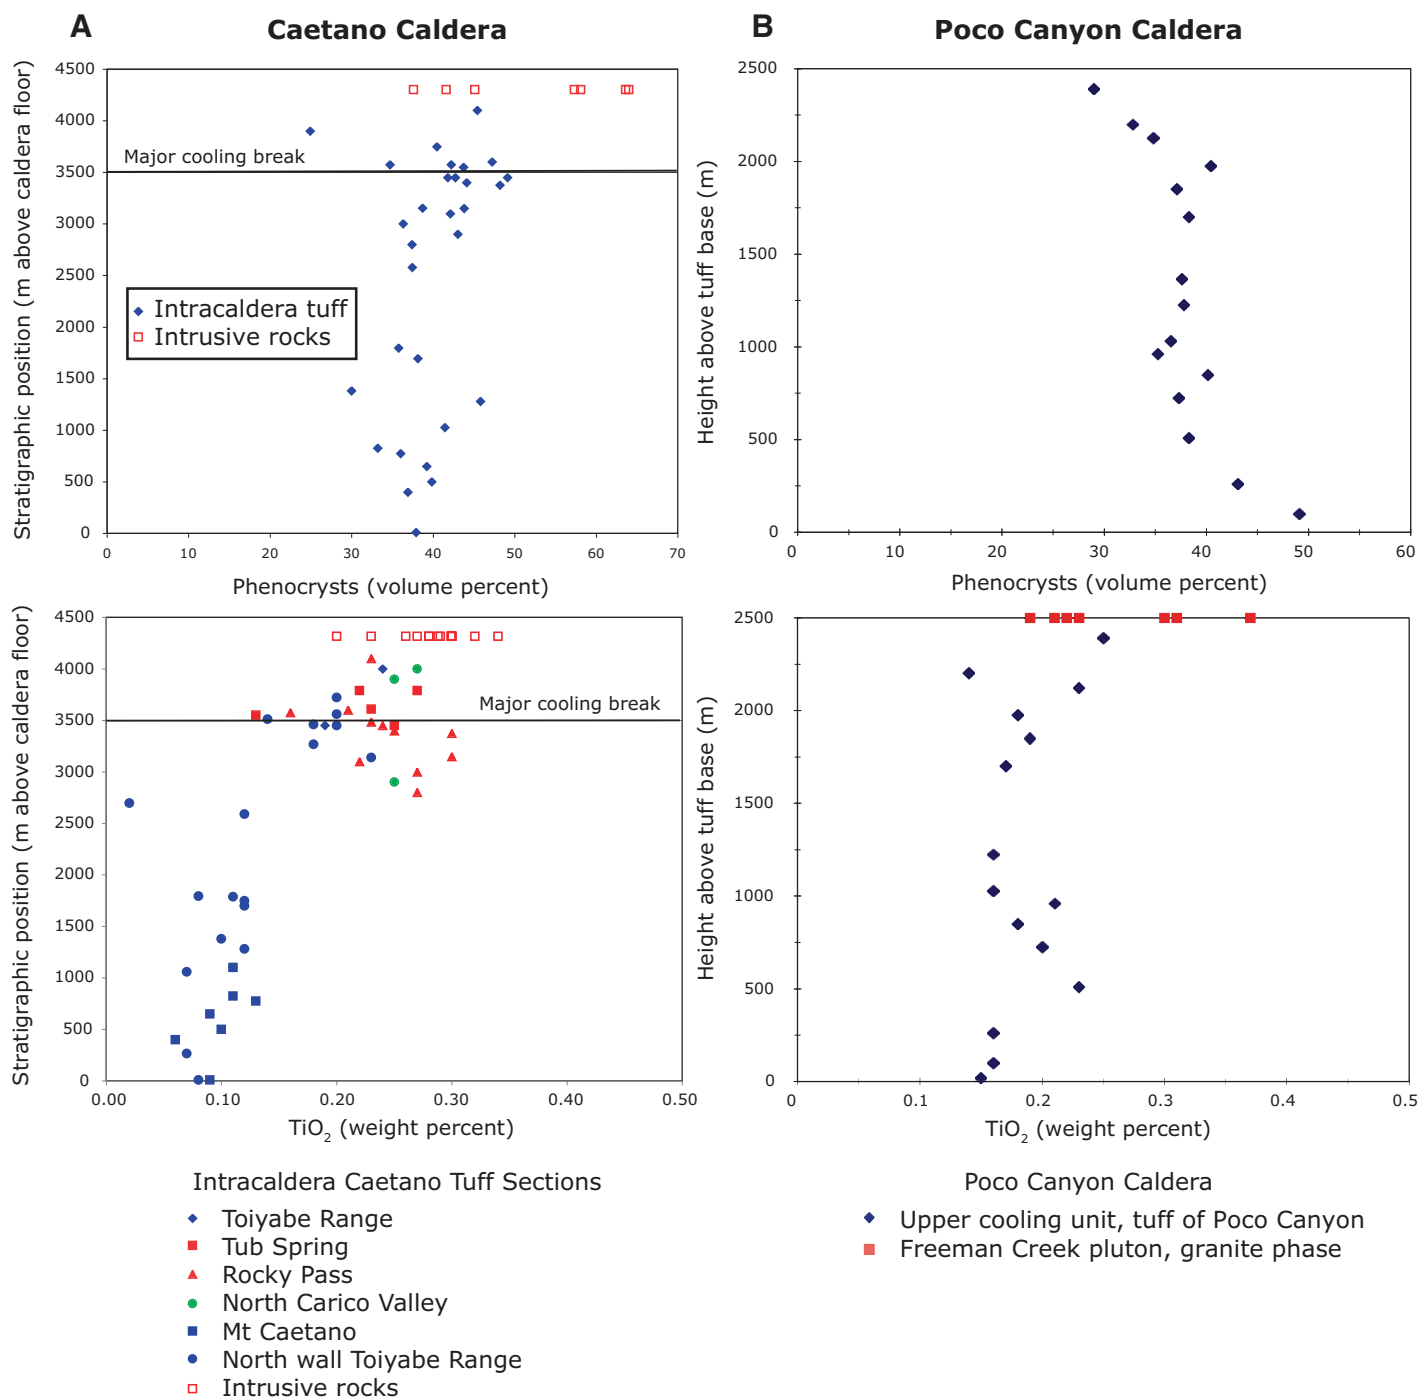 A Caetano Caldera
B Poco Canyon Caldera
Stratigraphic position (m above caldera floor)
4500
4000
3500
3000
2500
2000
1500
1000
500
0
Major cooling break
Intracaldera tuff
Intrusive rocks
0 10 20 30 40 50 60 70
Phenocrysts (volume percent)
Height above tuff base (m)
2500
2000
1500
1000
500
0
0 10 20 30 40 50 60
Phenocrysts (volume percent)
Stratigraphic position (m above caldera floor)
4500
4000
3500
3000
2500
2000
1500
1000
500
0
Major cooling break
0.00 0.10 0.20 0.30 0.40 0.50
TiO₂ (weight percent)
Height above tuff base (m)
2500
2000
1500
1000
500
0
0 0.1 0.2 0.3 0.4 0.5
TiO₂ (weight percent)
Intracaldera Caetano Tuff Sections
Toiyabe Range
Tub Spring
Rocky Pass
North Carico Valley
Mt Caetano
North wall Toiyabe Range
Intrusive rocks
Poco Canyon Caldera
Upper cooling unit, tuff of Poco Canyon
Freeman Creek pluton, granite phase